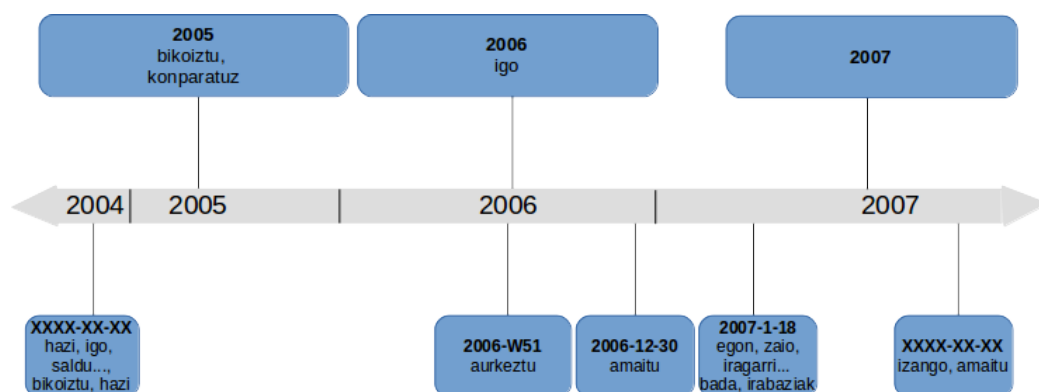 2005
bikoiztu,
konparatuz
2006
igo
2007
2004
2005
2006
2007
XXXX-XX-XX
hazi, igo,
saldu...,
bikoiztu, hazi
2006-W51
aurkeztu
2006-12-30
amaitu
2007-1-18
egon, zaio,
iragarri...
bada, irabaziak
XXXX-XX-XX
izango, amaitu